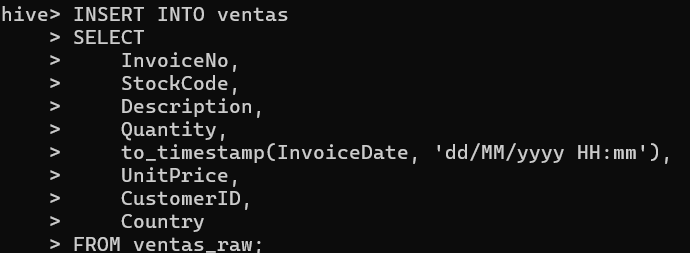 hive> INSERT INTO ventas
    > SELECT
    >     InvoiceNo,
    >     StockCode,
    >     Description,
    >     Quantity,
    >     to_timestamp(InvoiceDate, 'dd/MM/yyyy HH:mm'),
    >     UnitPrice,
    >     CustomerID,
    >     Country
    > FROM ventas_raw;